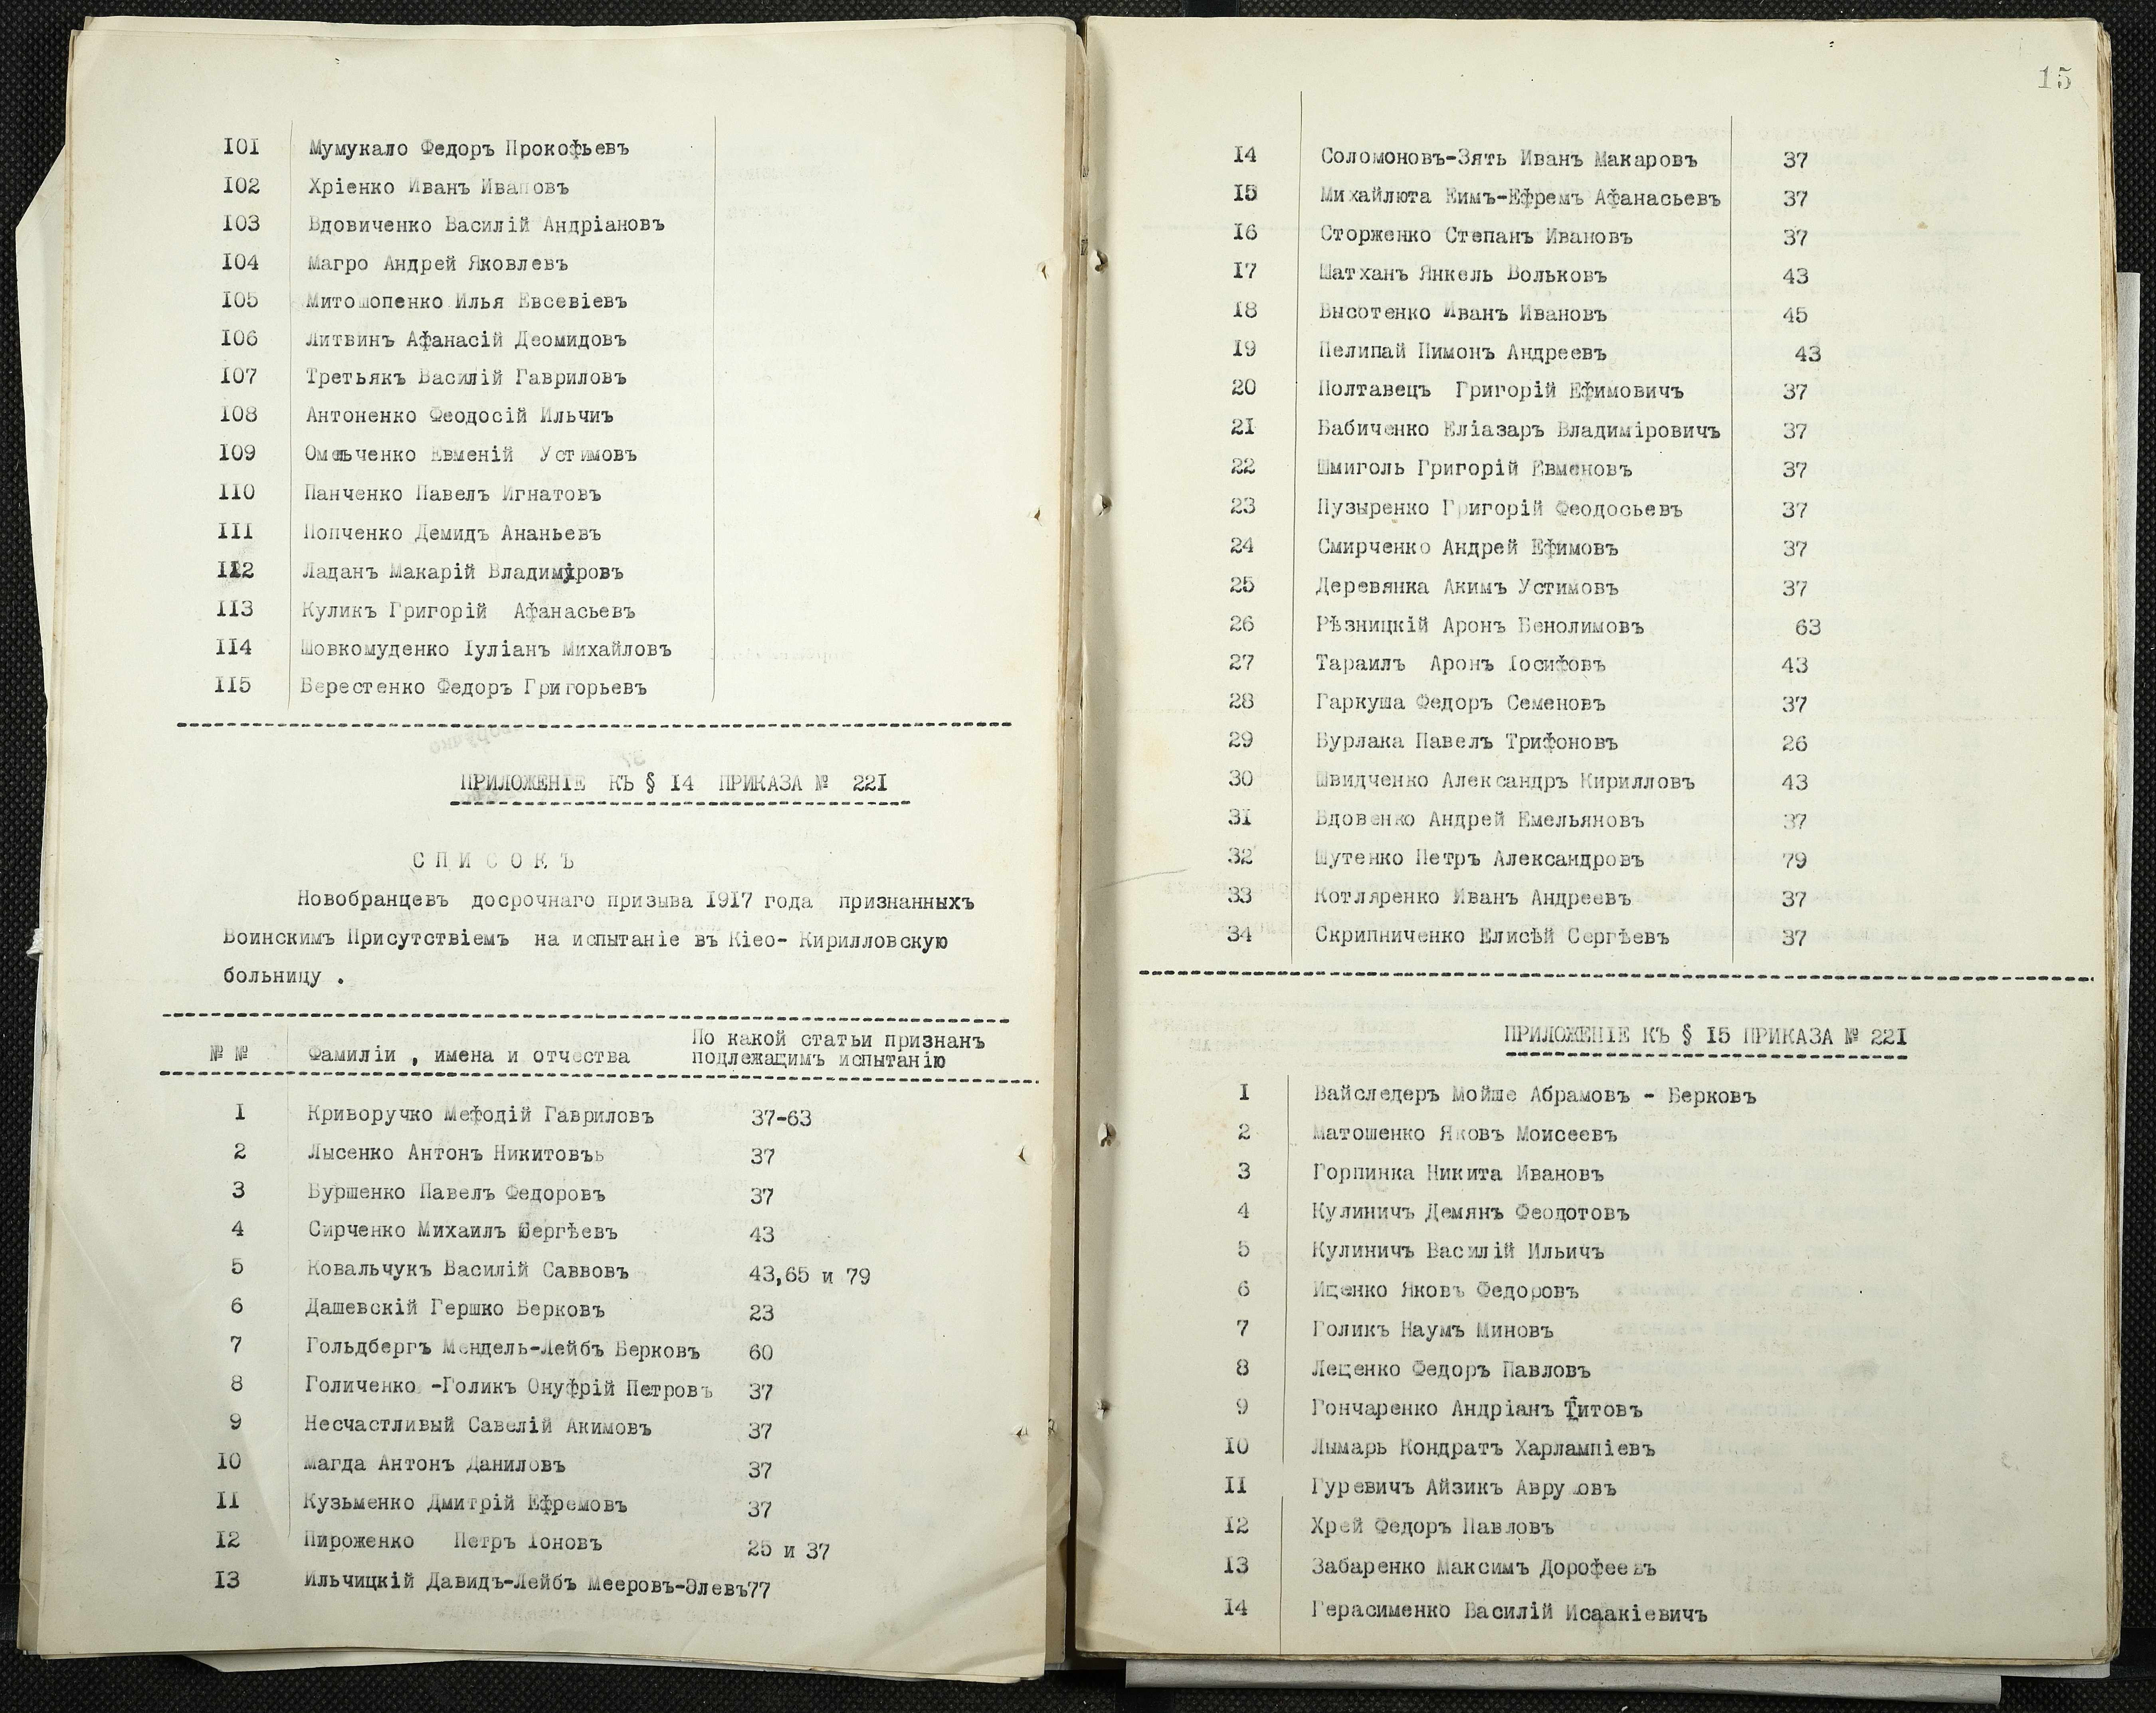 101 Мумукало Федоръ Прокофьевъ
102 Хріенко Иванъ Ивановъ
103 Вдовиченко Василій Андріановъ
104 Магро Андрей Яковлевъ
105 Митошопенко Илья Евсевіевъ
106 Литвинъ Афанасій Деомидовъ
107 Третьякъ Василій Гавриловъ
108 Антоненко Феодосій Ильчиъ
109 Омельченко Евменій Устимовъ
110 Панченко Павелъ Игнатовъ
111 Попченко Демидъ Ананьевъ
112 Ладанъ Макарій Владиміровъ
113 Куликъ Григорій Афанасьевъ
114 Шовкомуденко Іуліанъ Михайловъ
115 Берестенко Федоръ Григорьевъ
ПРИЛОЖЕНІЕ КЪ § 14 ПРИКАЗА № 221
СПИСОКЪ
Новобранцевъ досрочнаго призыва 1917 года признанныхъ
Воинскимъ Присутствіемъ на испытаніе въ Кіео- Кирилловскую
больницу .
№ № Фамиліи , имена и отчества По какой статьи признанъ
подлежащимъ испытанію
1 Криворучко Мефодій Гавриловъ 37-63
2 Лысенко Антонъ Никитовъь 37
3 Буршенко Павелъ Федоровъ 37
4 Сирченко Михаилъ Сергѣевъ 43
5 Ковальчукъ Василій Саввовъ 43,65 и 79
6 Дашевскій Гершко Берковъ 23
7 Гольдбергъ Мендель-Лейбъ Берковъ 60
8 Голиченко -Голикъ Онуфрій Петровъ 37
9 Несчастливый Савелій Акимовъ 37
10 Магда Антонъ Даниловъ 37
11 Кузьменко Дмитрій Ефремовъ 37
12 Пироженко Петръ Іоновъ 25 и 37
13 Ильчицкій Давидъ-Лейбъ Мееровъ-Элевъ77
15
14 Соломоновъ-Зять Иванъ Макаровъ 37
15 Михайлюта Еимъ-Ефремъ Афанасьевъ 37
16 Сторженко Степанъ Ивановъ 37
17 Шатханъ Янкель Вольковъ 43
18 Высотенко Иванъ Ивановъ 45
19 Пелипай Пимонъ Андреевъ 43
20 Полтавецъ Григорій Ефимовичъ 37
21 Бабиченко Еліазаръ Владиміровичъ 37
22 Шмиголь Григорій Евменовъ 37
23 Пузыренко Григорій Феодосьевъ 37
24 Смирченко Андрей Ефимовъ 37
25 Деревянка Акимъ Устимовъ 37
26 Рѣзницкій Аронъ Бенолимовъ 63
27 Тараилъ Аронъ Іосифовъ 43
28 Гаркуша Федоръ Семеновъ 37
29 Бурлака Павелъ Трифоновъ 26
30 Швидченко Александръ Кирилловъ 43
31 Вдовенко Андрей Емельяновъ 37
32 Шутенко Петръ Александровъ 79
33 Котляренко Иванъ Андреевъ 37
34 Скрипниченко Елисѣй Сергѣевъ 37
ПРИЛОЖЕНІЕ КЪ § 15 ПРИКАЗА № 221
1 Вайследеръ Мойше Абрамовъ - Берковъ
2 Матошенко Яковъ Моисеевъ
3 Горпинка Никита Ивановъ
4 Кулиничъ Демянъ Феодотовъ
5 Кулиничъ Василій Ильичъ
6 Иценко Яковъ Федоровъ
7 Голикъ Наумъ Миновъ
8 Леценко Федоръ Павловъ
9 Гончаренко Андріанъ Титовъ
10 Лымарь Кондратъ Харлампіевъ
11 Гуревичъ Айзикъ
12 Хрей Федоръ Павловъ
13 Забаренко Максимъ Дорофеевъ
14 Герасименко Василій Исаакіевичъ